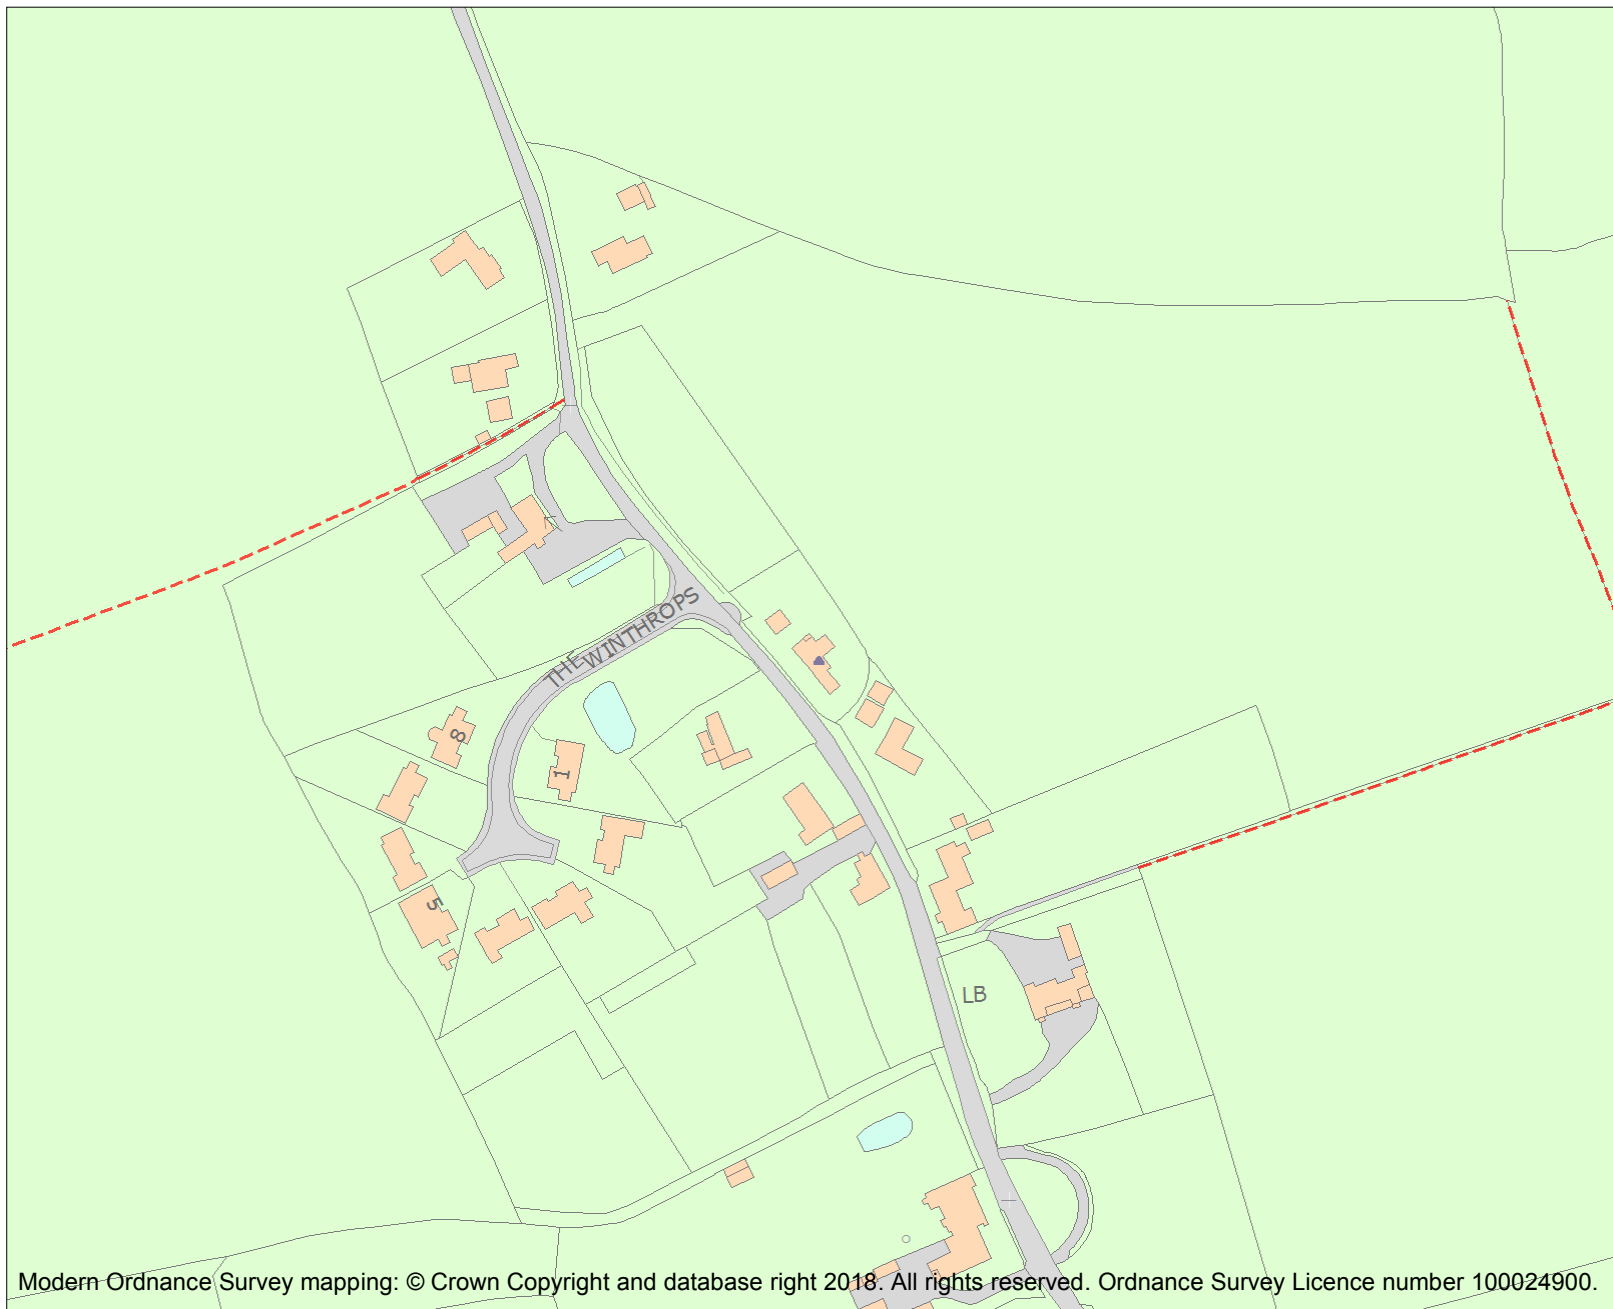 THE WINTHROPS
8
1
5
LB
Modern Ordnance Survey mapping: © Crown Copyright and database right 2018. All rights reserved. Ordnance Survey Licence number 100024900.